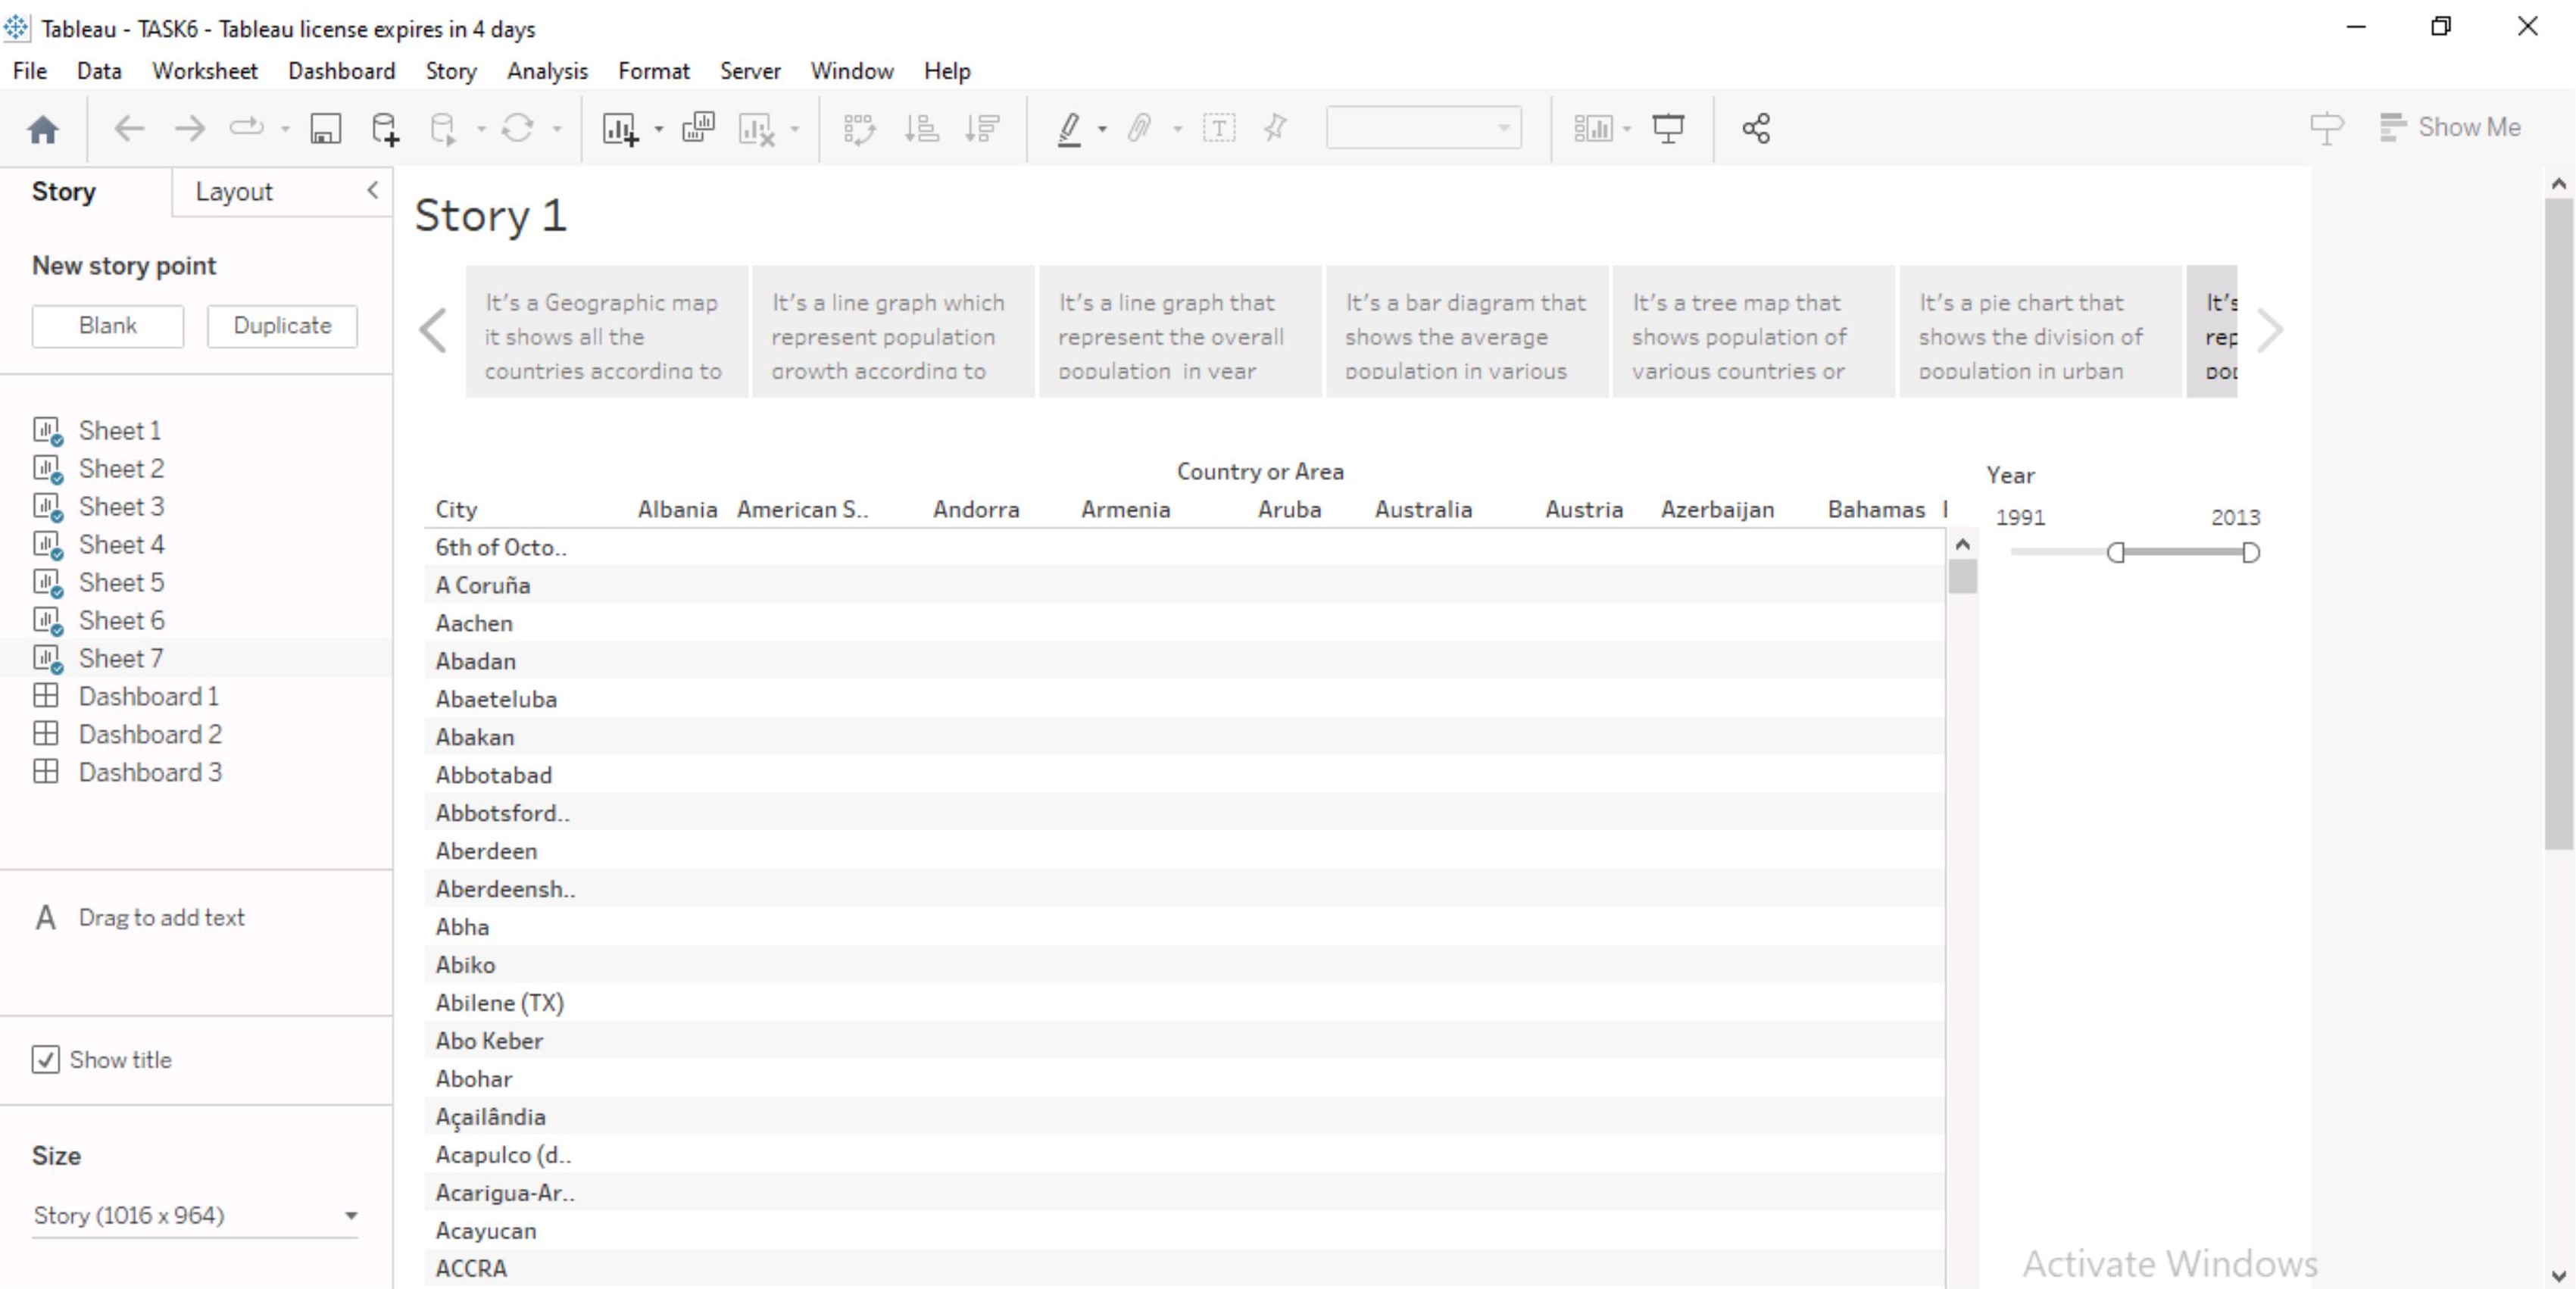 Tableau - TASK6 - Tableau license expires in 4 days
File Data Worksheet Dashboard Story Analysis Format Server Window Help
Show Me
Story Layout
New story point
Blank Duplicate
Sheet 1
Sheet 2
Sheet 3
Sheet 4
Sheet 5
Sheet 6
Sheet 7
Dashboard 1
Dashboard 2
Dashboard 3
A Drag to add text
Show title
Size
Story (1016 x 964)
Story 1
It's a Geographic map
it shows all the
countries according to
It's a line graph which
represent population
growth according to
It's a line graph that
represent the overall
population in year
It's a bar diagram that
shows the average
population in various
It's a tree map that
shows population of
various countries or
It's a pie chart that
shows the division of
population in urban
It's
Country or Area
City Albania American S.. Andorra Armenia Aruba Australia Austria Azerbaijan Bahamas
6th of Octo..
A Coruña
Aachen
Abadan
Abaeteluba
Abakan
Abbotabad
Abbotsford..
Aberdeen
Aberdeensh..
Abha
Abiko
Abilene (TX)
Abo Keber
Abohar
Açailândia
Acapulco (d..
Acarigua-Ar..
Acayucan
ACCRA
Year
1991 2013
Activate Windows